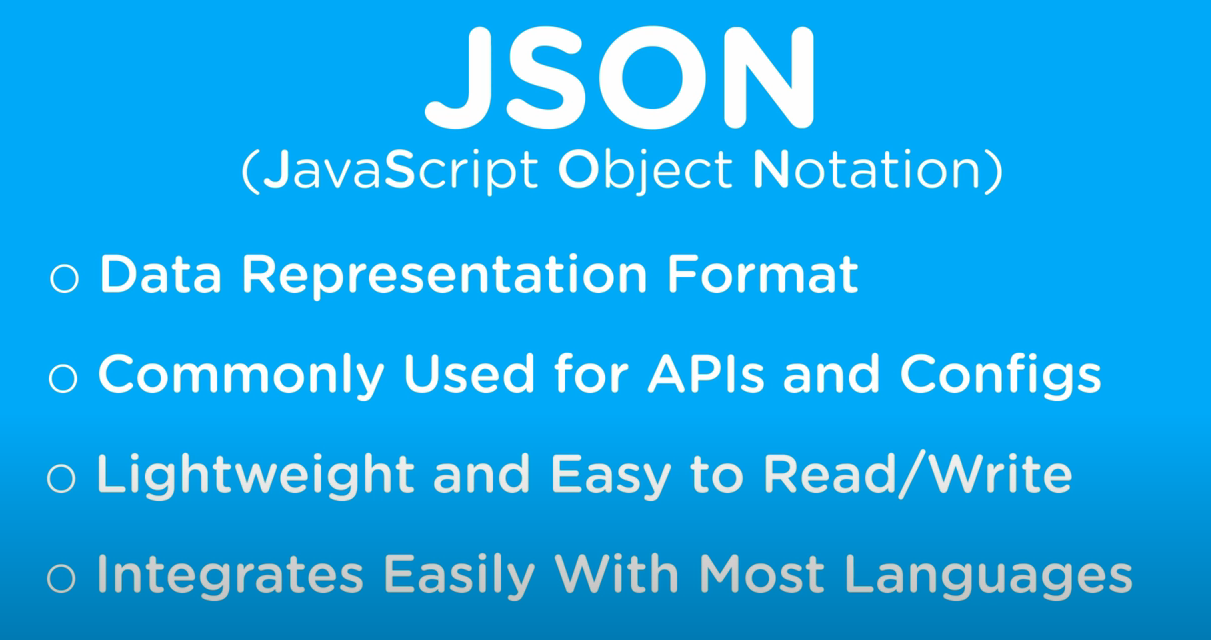 JSON
(JavaScript Object Notation)
Data Representation Format
Commonly Used for APIs and Configs
Lightweight and Easy to Read/Write
Integrates Easily With Most Languages